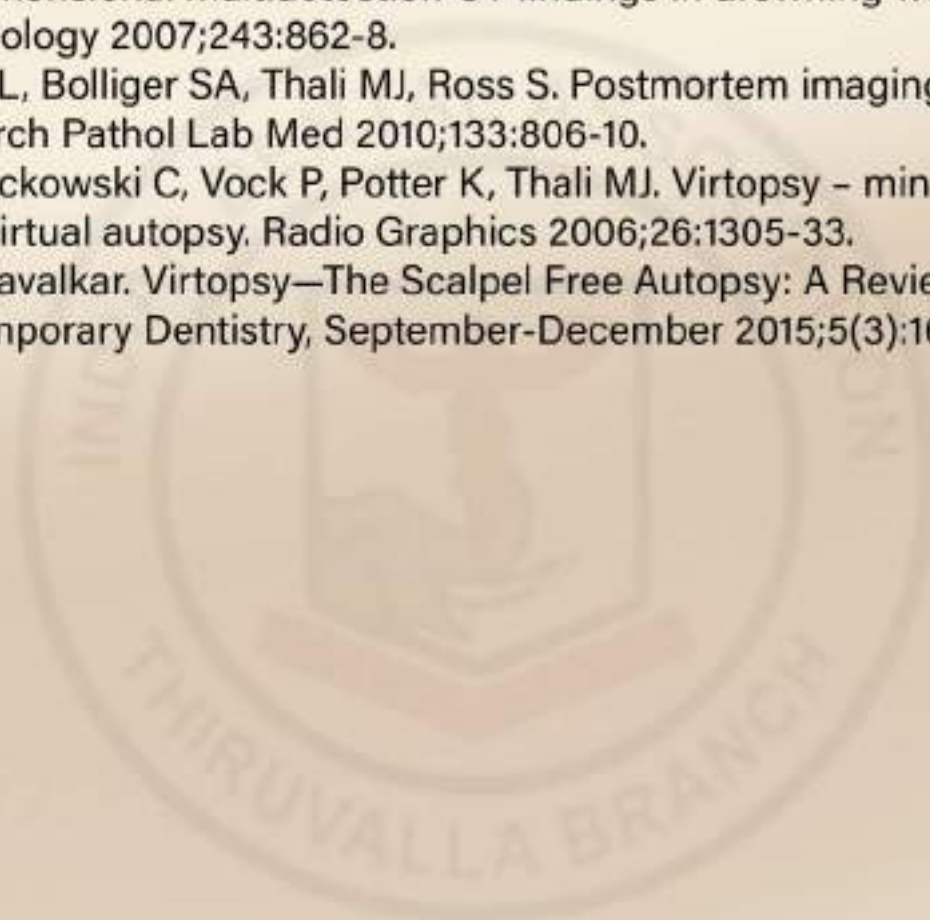 ology 2007;243:862-8.
L, Bolliger SA, Thali MJ, Ross S. Postmortem imaging
rch Pathol Lab Med 2010;133:806-10.
ckowski C, Vock P, Potter K, Thali MJ. Virtopsy – min
irtual autopsy. Radio Graphics 2006;26:1305-33.
avalkar. Virtopsy—The Scalpel Free Autopsy: A Revie
nporary Dentistry, September-December 2015;5(3):1
IND
ON
THIRUVALLA BRANCH